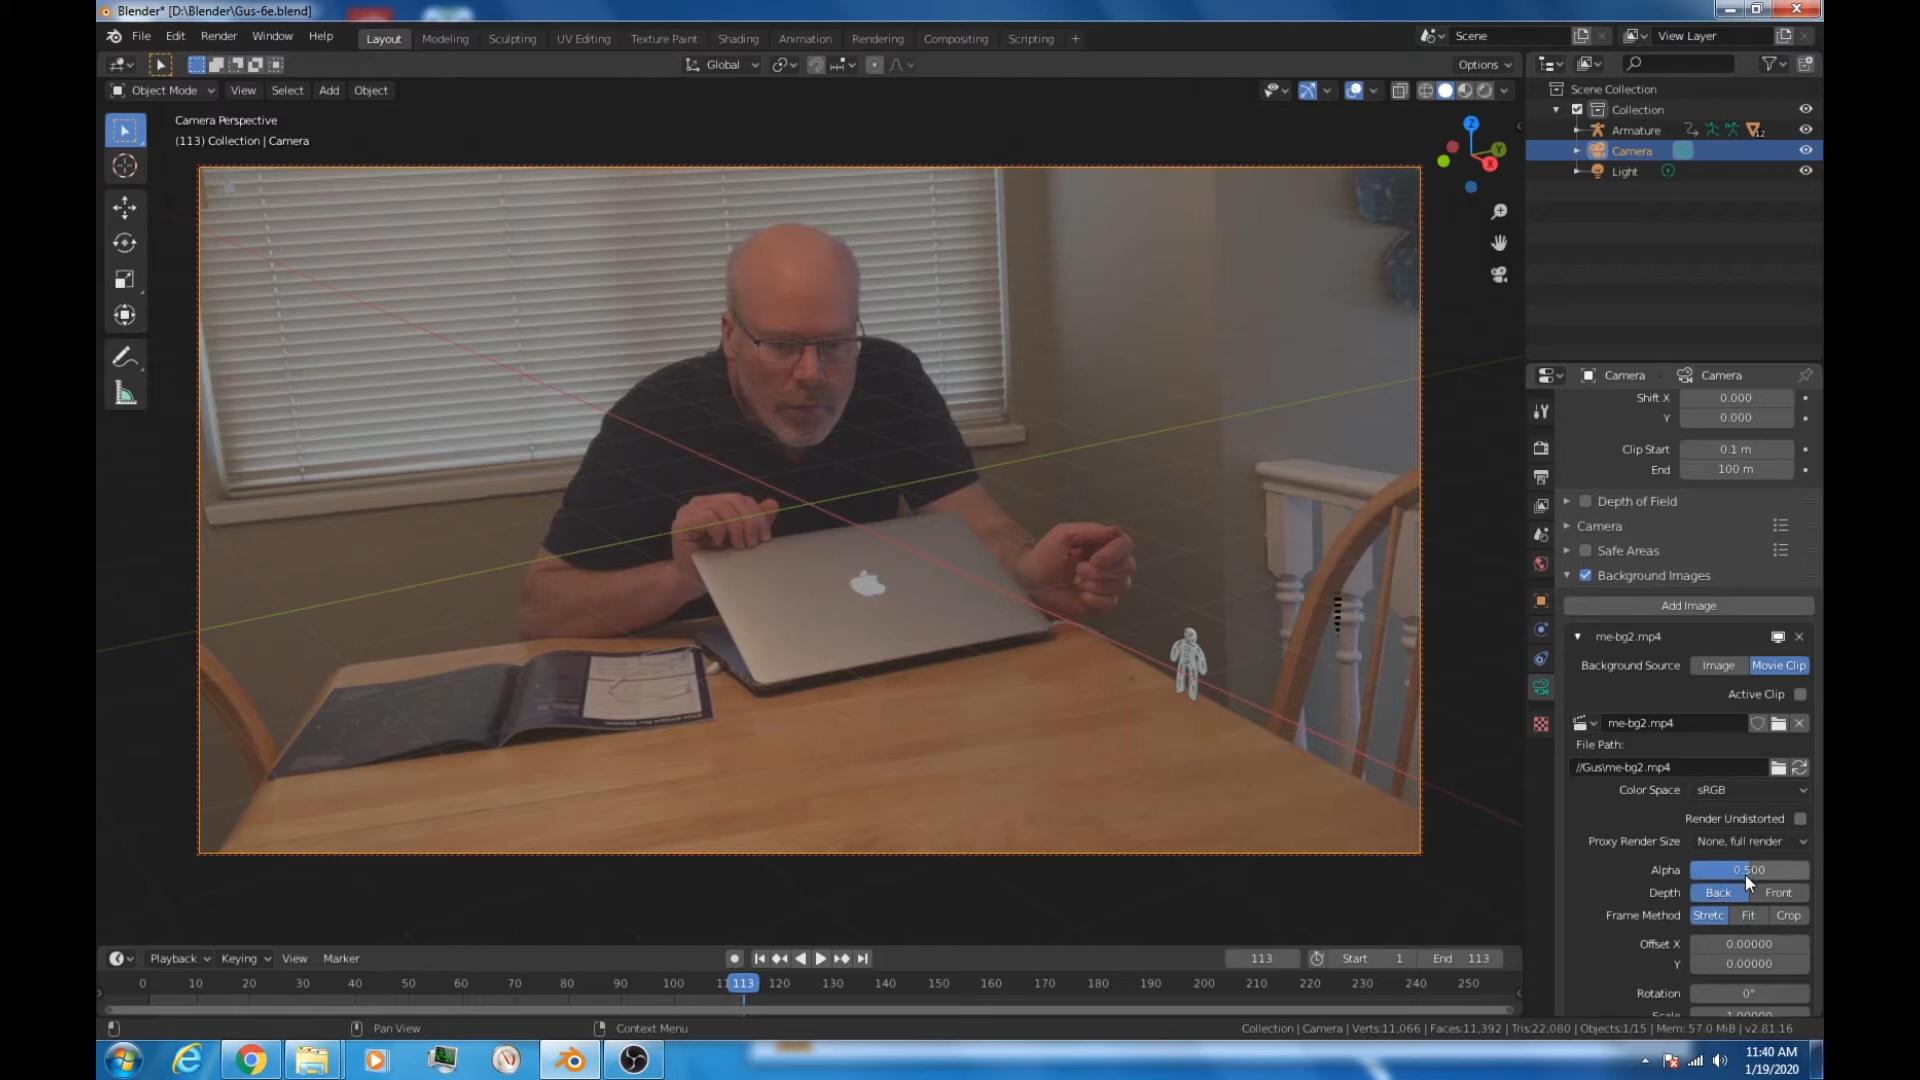 Blender* [D:\Blender\Gus-6e.blend]
File Edit Render Window Help Layout Modeling Sculpting UV Editing Texture Paint Shading Animation Rendering Compositing Scripting + Scene View Layer
Global Options
Object Mode View Select Add Object
Scene Collection
Collection
Armature 12
Camera
Light
Camera Perspective
(113) Collection | Camera
Z
Y
X
Camera Camera
Shift X 0.000
Y 0.000
Clip Start 0.1 m
End 100 m
Depth of Field
Camera
Safe Areas
Background Images
Add Image
me-bg2.mp4
Background Source Image Movie Clip
Active Clip
me-bg2.mp4
File Path:
//Gus\me-bg2.mp4
Color Space sRGB
Render Undistorted
Proxy Render Size None, full render
Alpha 0.500
Depth Back Front
Frame Method Stretc Fit Crop
Offset X 0.00000
Y 0.00000
Rotation 0°
Scale 1.00000
Playback Keying View Marker 113 Start 1 End 113
0 10 20 30 40 50 60 70 80 90 100 113 120 130 140 150 160 170 180 190 200 210 220 230 240 250
Pan View Context Menu Collection | Camera | Verts:11,066 | Faces:11,392 | Tris:22,080 | Objects:1/15 | Mem: 57.0 MiB | v2.81.16
11:40 AM
1/19/2020